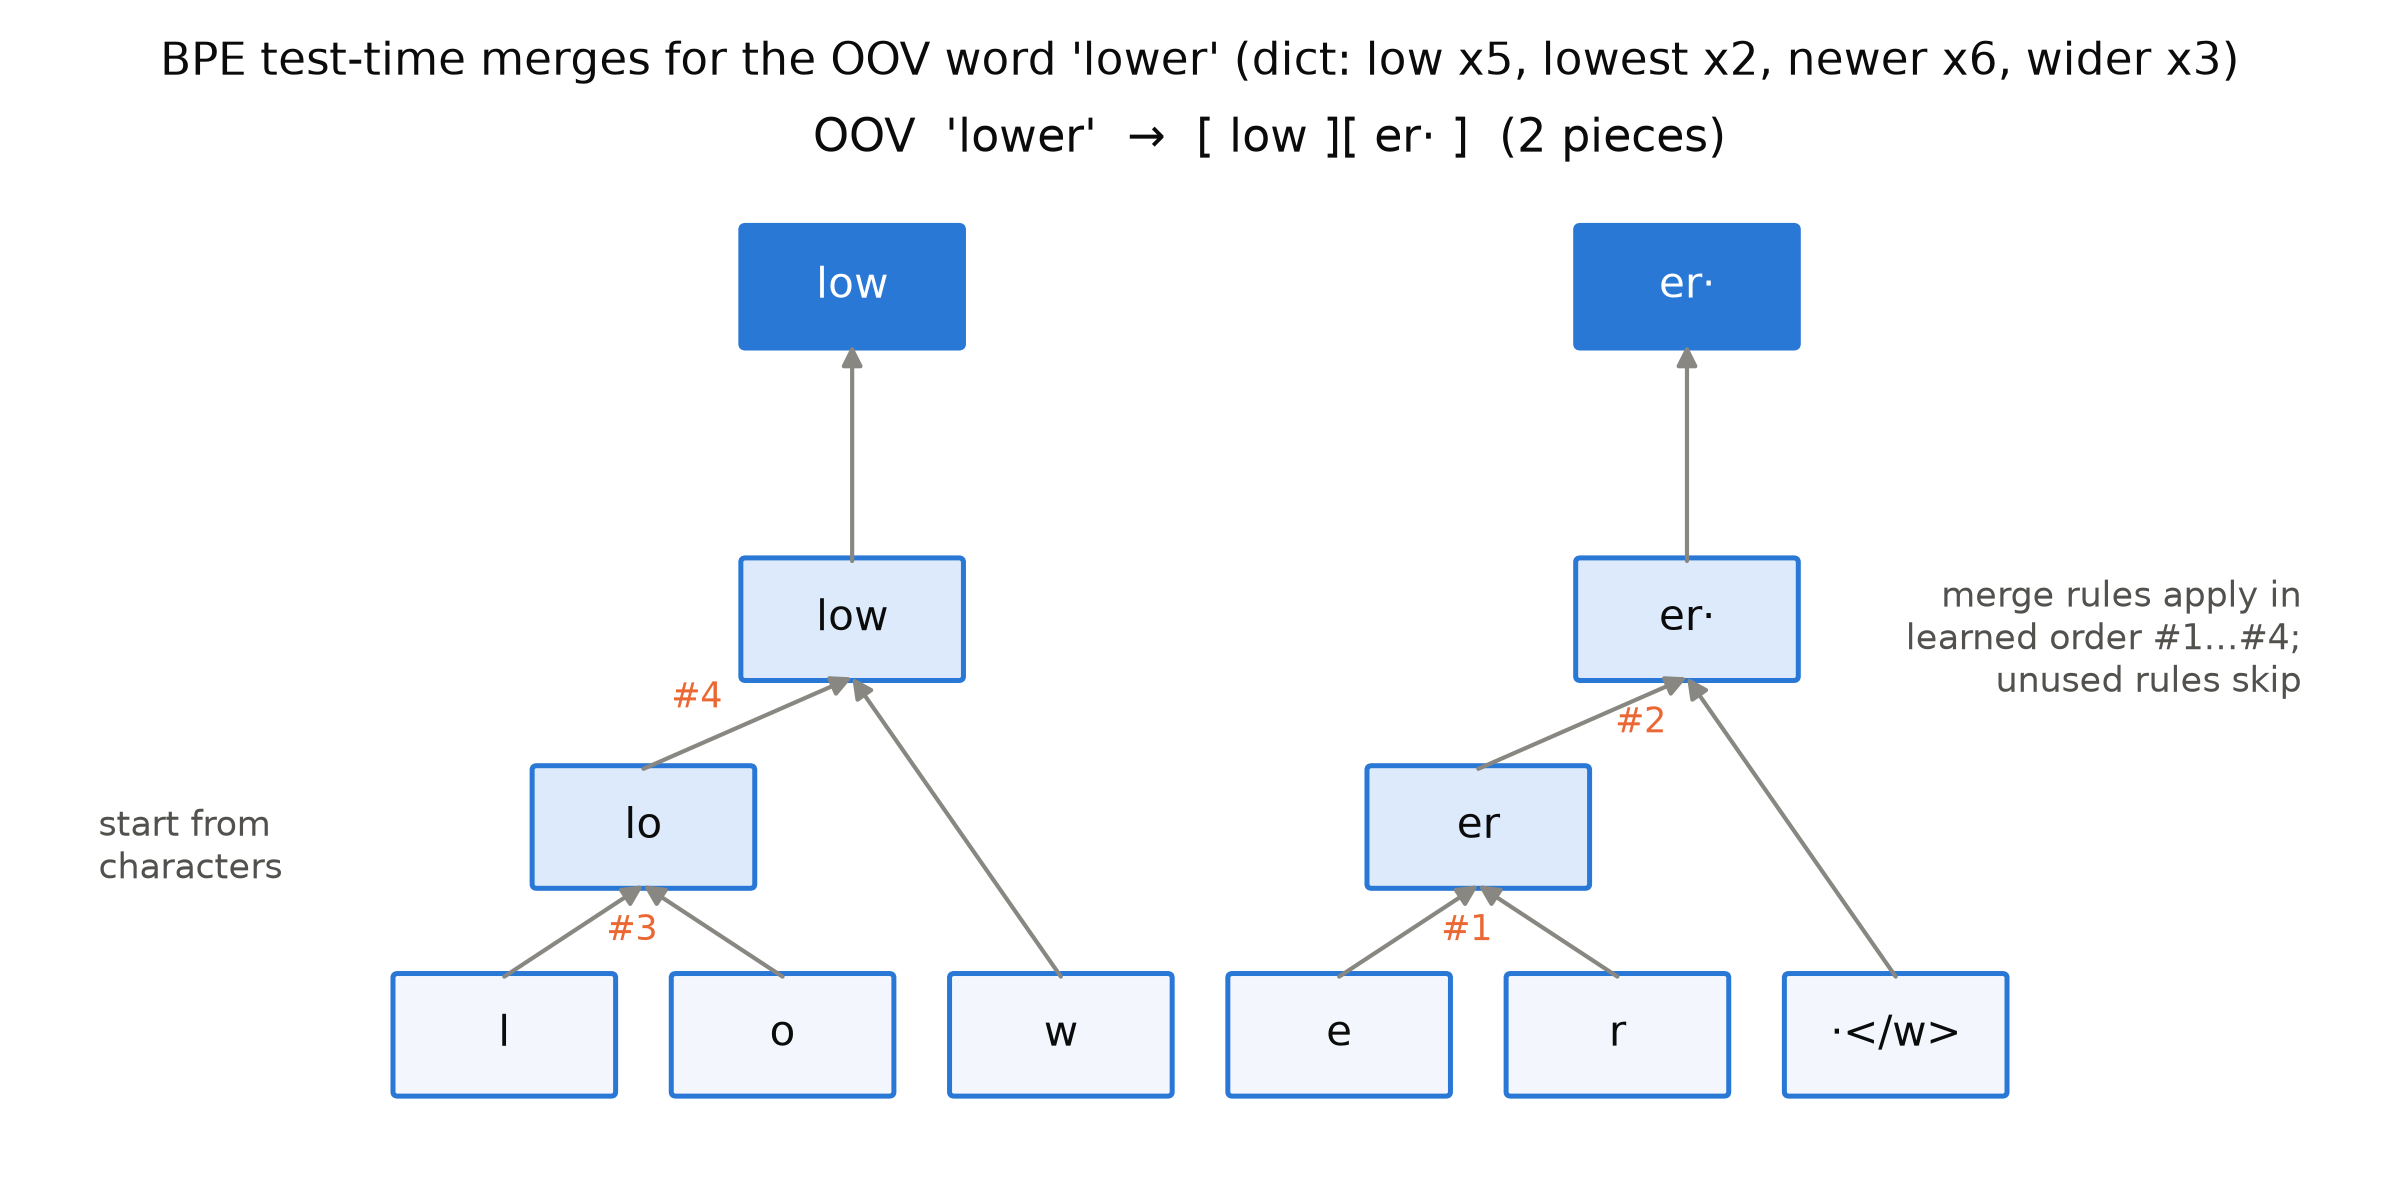 BPE test-time merges for the OOV word 'lower' (dict: low x5, lowest x2, newer x6, wider x3)
OOV 'lower' → [ low ][ er· ] (2 pieces)
low
er·
low
er·
merge rules apply in
learned order #1...#4;
unused rules skip
#4
#2
lo
er
start from
characters
#3
#1
l
o
w
e
r
·</w>